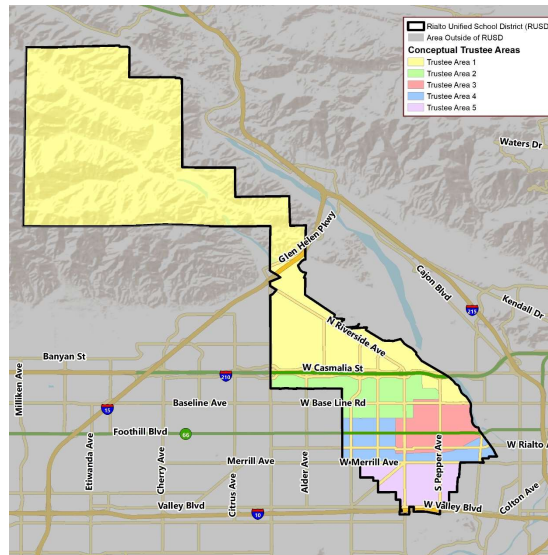 Rialto Unified School District (RUSD
Area Outside of RUSD
Conceptual Trustee Areas
Trustee Area 1
Trustee Area 2
Trustee Area 3
Trustee Area 4
Trustee Area 5
Waters Dr
Glen Helen Pkwy
Cajon Blvd
Kendall Dr
215
N Riverside Ave
Banyan St
W Casmalia St
210
Milliken Ave
15
Baseline Ave
W Base Line Rd
Foothill Blvd
66
Etiwanda Ave
Cherry Ave
Citrus Ave
Alder Ave
Merrill Ave
W Merrill Ave
S Pepper Ave
W Rialto A
Valley Blvd
10
W Valley Blvd
Colton Ave